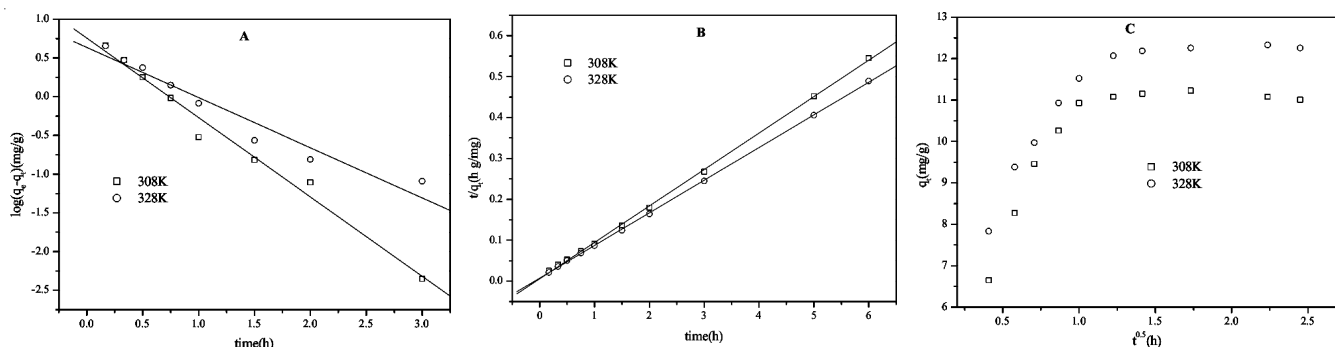 A
log(qe-qt)(mg/g)
1.0
0.5
0.0
-0.5
-1.0
-1.5
-2.0
-2.5
308K
328K
0.0 0.5 1.0 1.5 2.0 2.5 3.0
time(h)
B
t/qt(h g/mg)
0.6
0.5
0.4
0.3
0.2
0.1
0.0
308K
328K
0 1 2 3 4 5 6
time(h)
C
qt(mg/g)
13
12
11
10
9
8
7
6
308K
328K
0.5 1.0 1.5 2.0 2.5
t0.5(h)